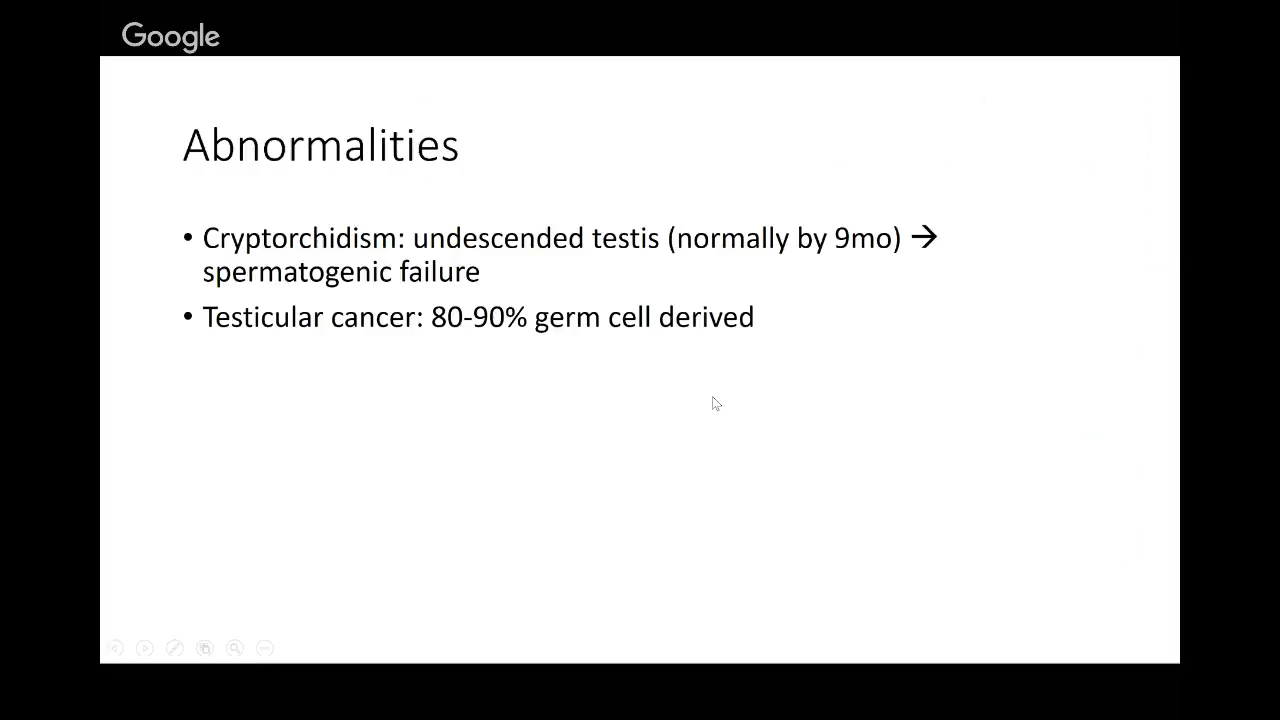 Google
Abnormalities
• Cryptorchidism: undescended testis (normally by 9mo) →
spermatogenic failure
• Testicular cancer: 80-90% germ cell derived